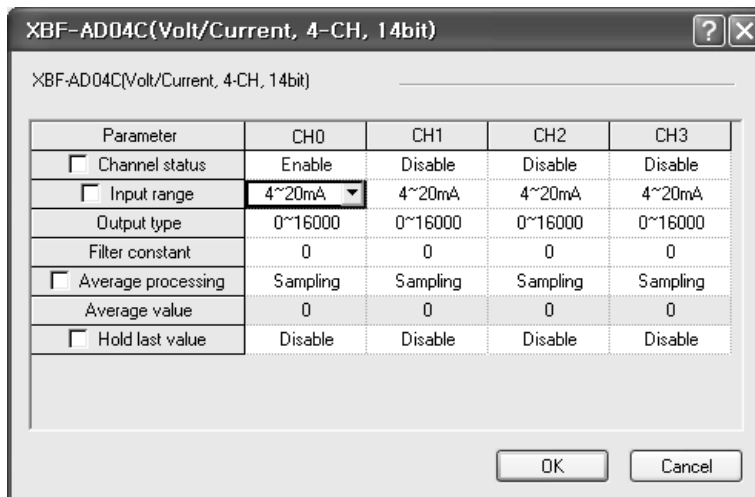 XBF-AD04C(Volt/Current, 4-CH, 14bit)
XBF-AD04C(Volt/Current, 4-CH, 14bit)
Parameter CH0 CH1 CH2 CH3
Channel status Enable Disable Disable Disable
Input range 4~20mA 4~20mA 4~20mA 4~20mA
Output type 0~16000 0~16000 0~16000 0~16000
Filter constant 0 0 0 0
Average processing Sampling Sampling Sampling Sampling
Average value 0 0 0 0
Hold last value Disable Disable Disable Disable
OK Cancel